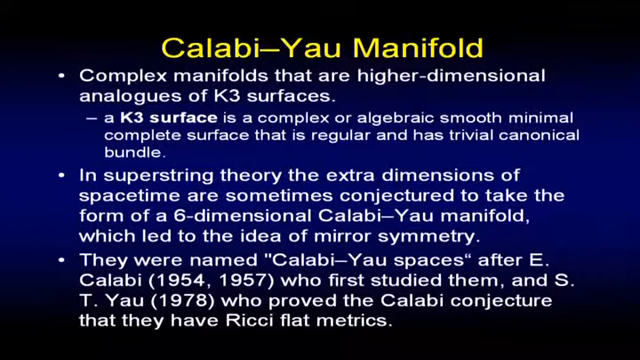 Calabi–Yau Manifold
• Complex manifolds that are higher-dimensional
analogues of K3 surfaces.
– a K3 surface is a complex or algebraic smooth minimal
complete surface that is regular and has trivial canonical
bundle.
• In superstring theory the extra dimensions of
spacetime are sometimes conjectured to take the
form of a 6-dimensional Calabi–Yau manifold,
which led to the idea of mirror symmetry.
• They were named "Calabi–Yau spaces“ after E.
Calabi (1954, 1957) who first studied them, and S.
T. Yau (1978) who proved the Calabi conjecture
that they have Ricci flat metrics.